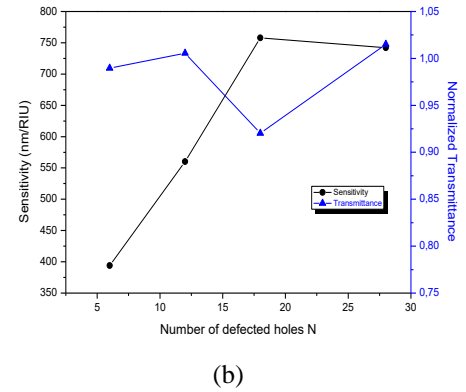 800
750
700
650
600
550
500
450
400
350
Sensitivity (nm/RIU)
1,05
1,00
0,95
0,90
0,85
0,80
0,75
Normalized Transmittance
Sensitivity
Transmittance
5 10 15 20 25 30
Number of defected holes N
(b)